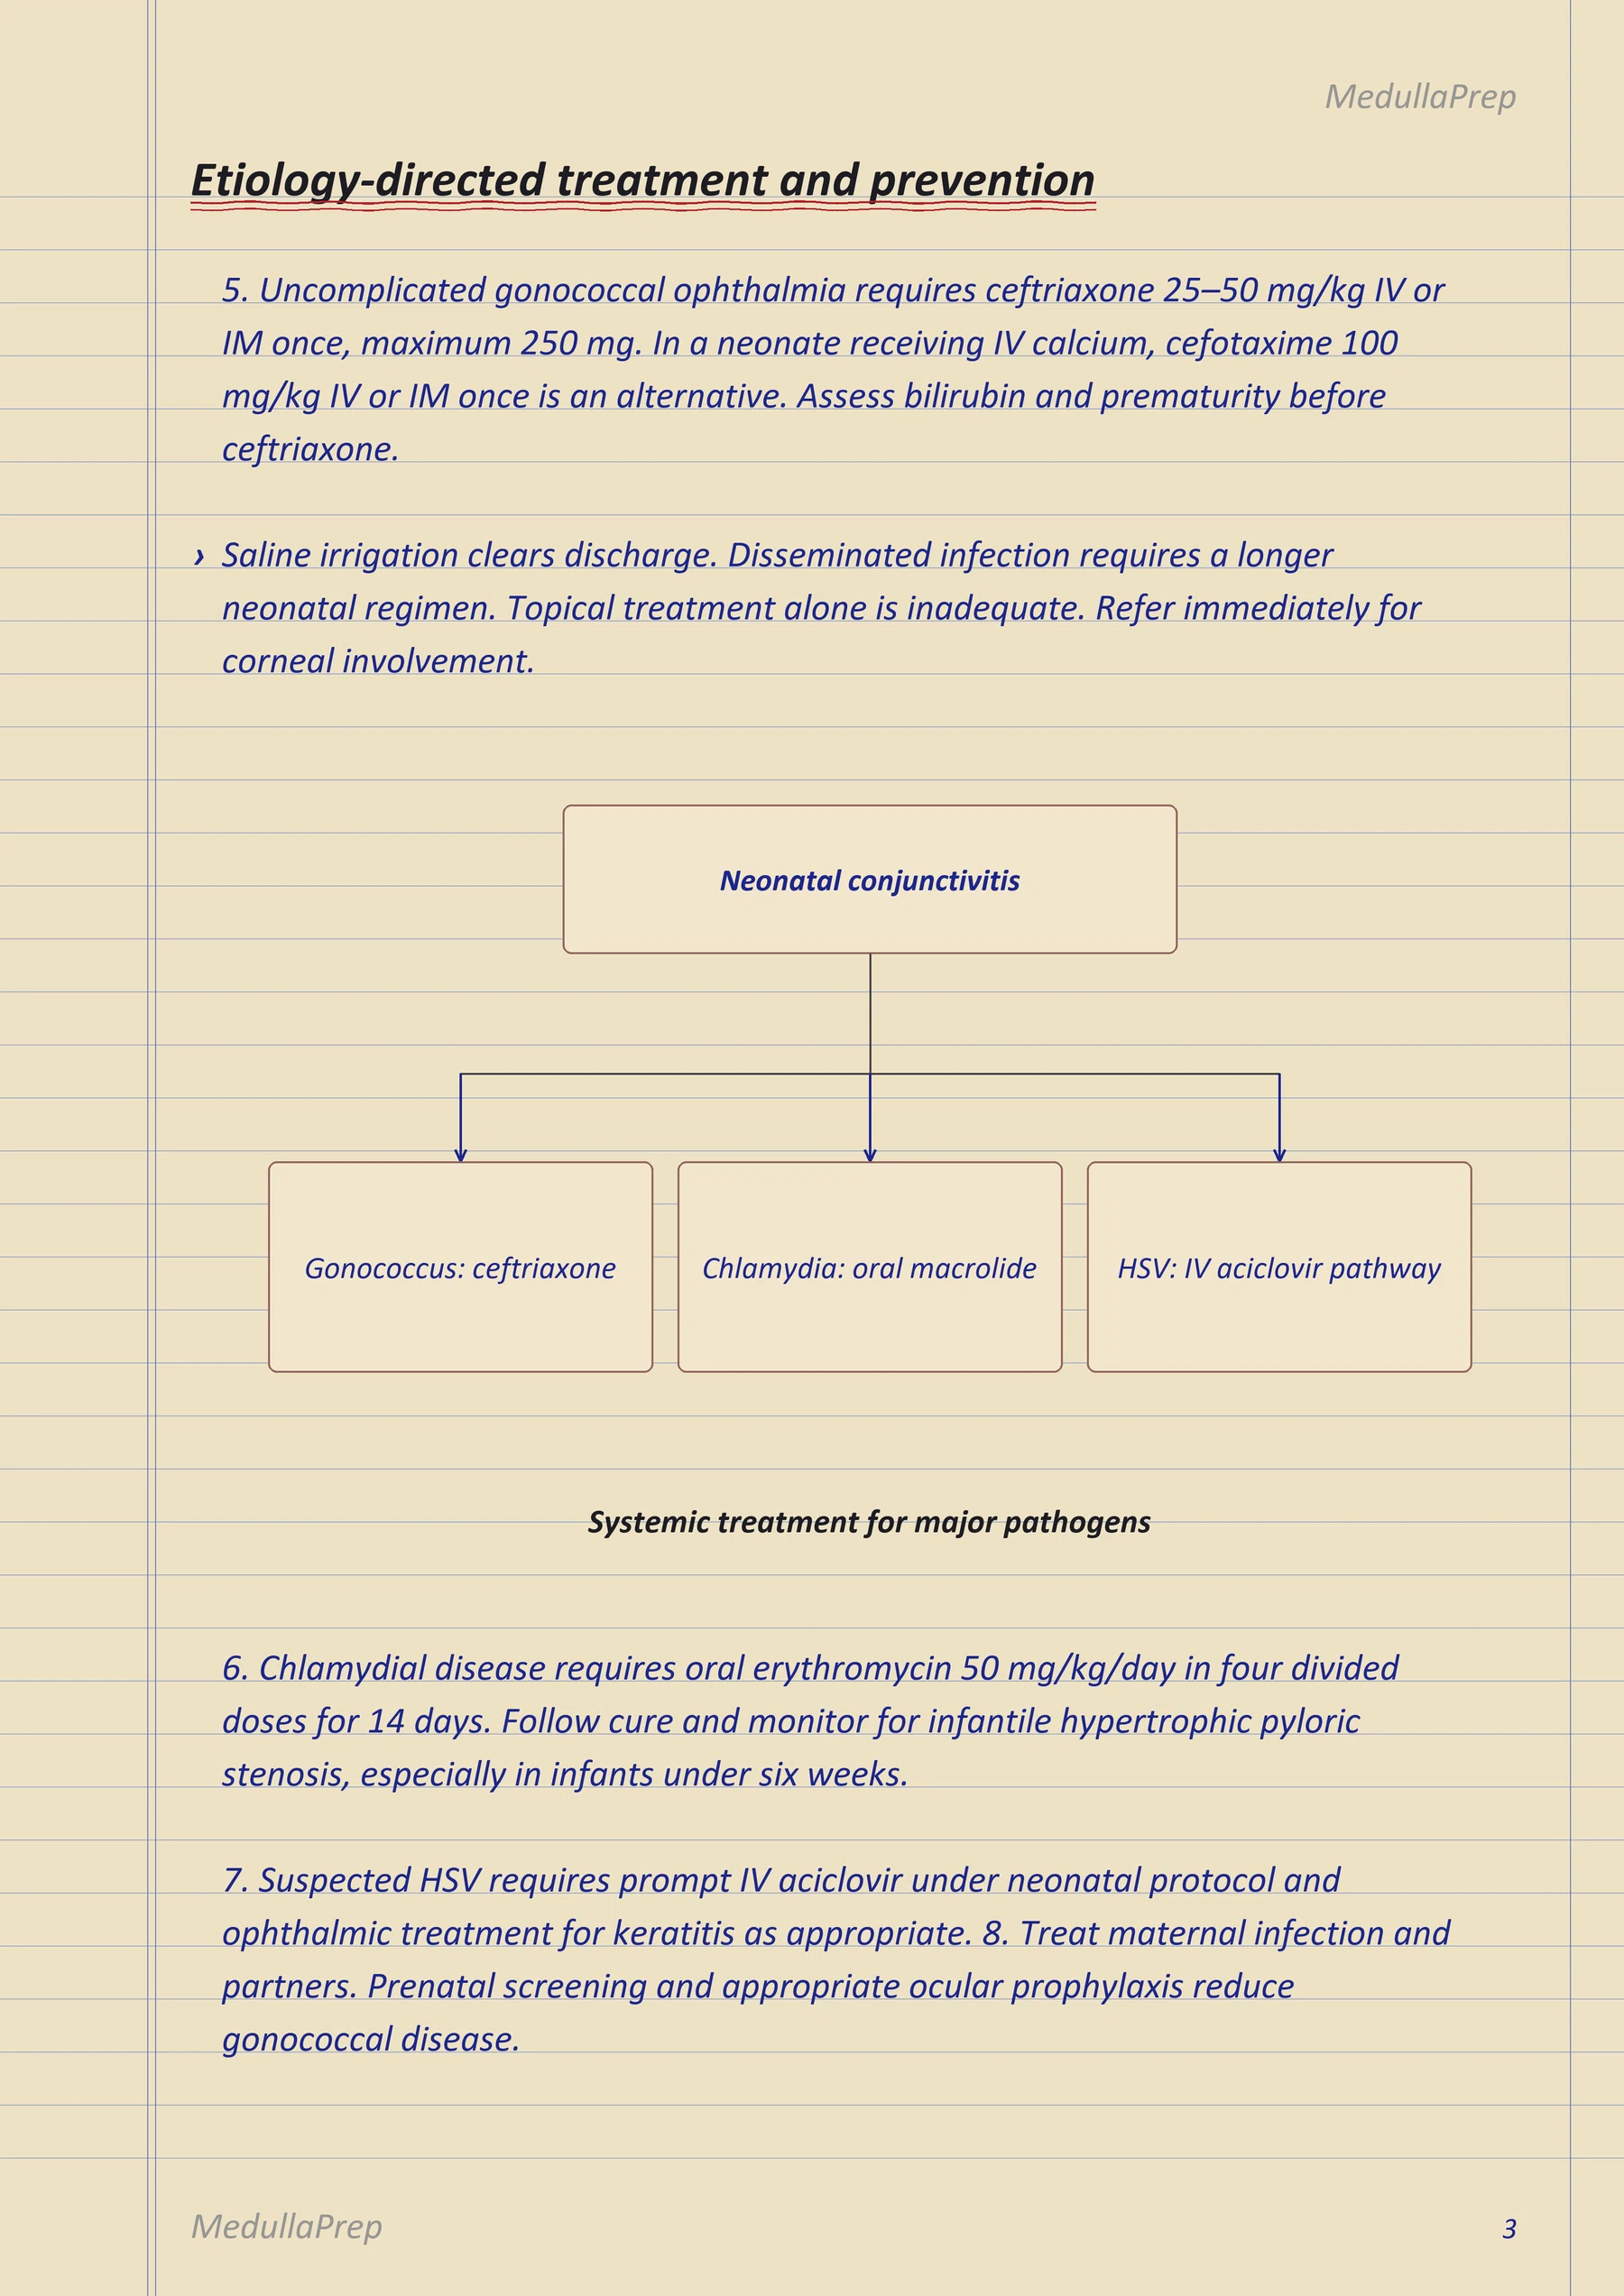 MedullaPrep
Etiology-directed treatment and prevention
5. Uncomplicated gonococcal ophthalmia requires ceftriaxone 25–50 mg/kg IV or
IM once, maximum 250 mg. In a neonate receiving IV calcium, cefotaxime 100
mg/kg IV or IM once is an alternative. Assess bilirubin and prematurity before
ceftriaxone.
› Saline irrigation clears discharge. Disseminated infection requires a longer
neonatal regimen. Topical treatment alone is inadequate. Refer immediately for
corneal involvement.
Neonatal conjunctivitis
Gonococcus: ceftriaxone
Chlamydia: oral macrolide
HSV: IV aciclovir pathway
Systemic treatment for major pathogens
6. Chlamydial disease requires oral erythromycin 50 mg/kg/day in four divided
doses for 14 days. Follow cure and monitor for infantile hypertrophic pyloric
stenosis, especially in infants under six weeks.
7. Suspected HSV requires prompt IV aciclovir under neonatal protocol and
ophthalmic treatment for keratitis as appropriate. 8. Treat maternal infection and
partners. Prenatal screening and appropriate ocular prophylaxis reduce
gonococcal disease.
MedullaPrep
3